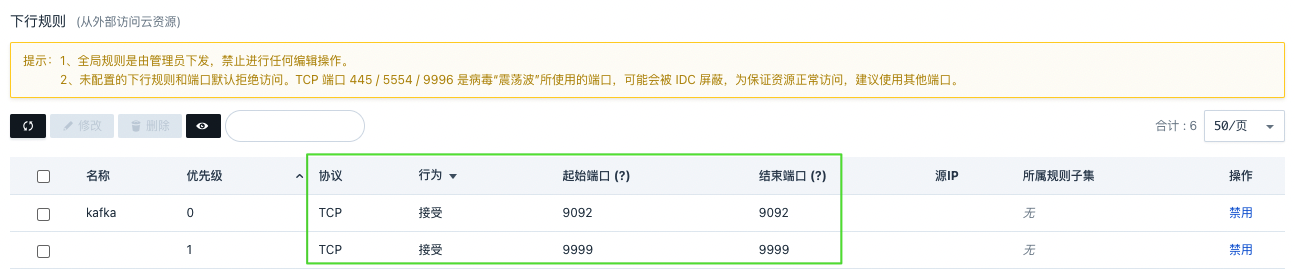 下行规则 (从外部访问云资源)
提示： 1、全局规则是由管理员下发，禁止进行任何编辑操作。
2、未配置的下行规则和端口默认拒绝访问。TCP 端口 445 / 5554 / 9996 是病毒“震荡波”所使用的端口，可能会被 IDC 屏蔽，为保证资源正常访问，建议使用其他端口。
修改 删除 合计 : 6 50/页
名称 优先级 协议 行为 起始端口 (?) 结束端口 (?) 源IP 所属规则子集 操作
kafka 0 TCP 接受 9092 9092 无 禁用
1 TCP 接受 9999 9999 无 禁用